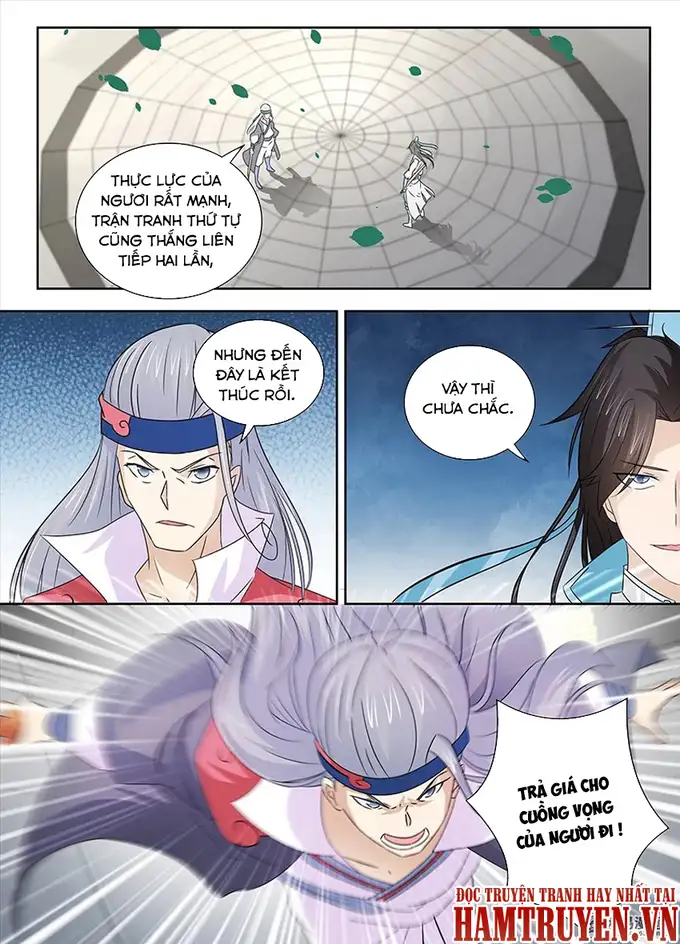 THỰC LỰC CỦA
NGƯƠI RẤT MẠNH,
TRẬN TRANH THỨ TỰ
CŨNG THẮNG LIÊN
TIẾP HAI LẦN,
NHƯNG ĐẾN
ĐÂY LÀ KẾT
THÚC RỒI.
VẬY THÌ
CHƯA CHẮC.
TRẢ GIÁ CHO
CUỒNG VỌNG
CỦA NGƯƠI ĐI !
ĐỌC TRUYỆN TRANH HAY NHẤT TẠI
HAMTRUYEN.VN